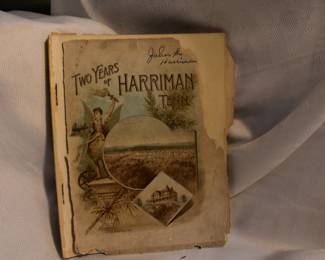 TWO YEARS
OF HARRIMAN
TENN.